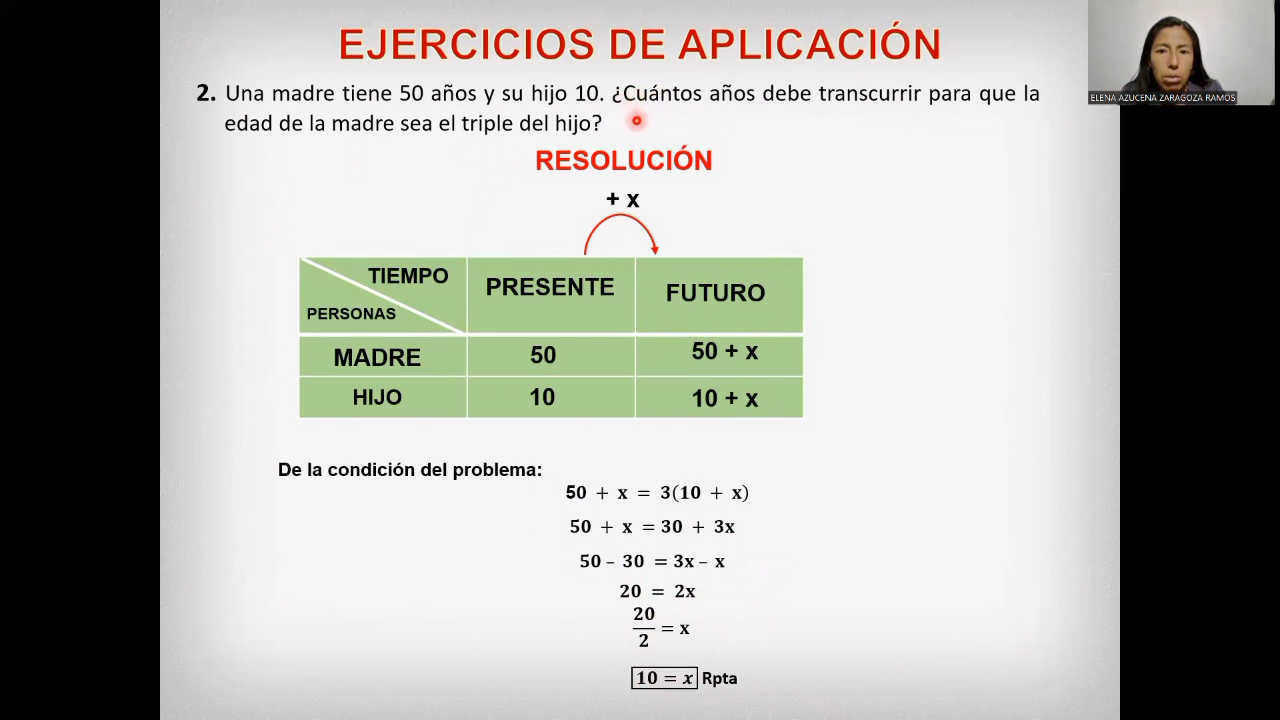 EJERCICIOS DE APLICACIÓN
ELENA AZUCENA ZARAGOZA RAMOS
2. Una madre tiene 50 años y su hijo 10. ¿Cuántos años debe transcurrir para que la
edad de la madre sea el triple del hijo?
RESOLUCIÓN
+ x
TIEMPO
PERSONAS
PRESENTE
FUTURO
MADRE 50 50 + x
HIJO 10 10 + x
De la condición del problema:
50 + x = 3(10 + x)
50 + x = 30 + 3x
50 – 30 = 3x – x
20 = 2x
20/2 = x
10 = x Rpta